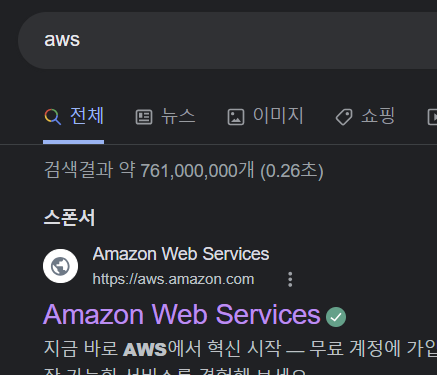 aws
전체 뉴스 이미지 쇼핑
검색결과 약 761,000,000개 (0.26초)
스폰서
Amazon Web Services
https://aws.amazon.com
Amazon Web Services
지금 바로 AWS에서 혁신 시작 — 무료 계정에 가입